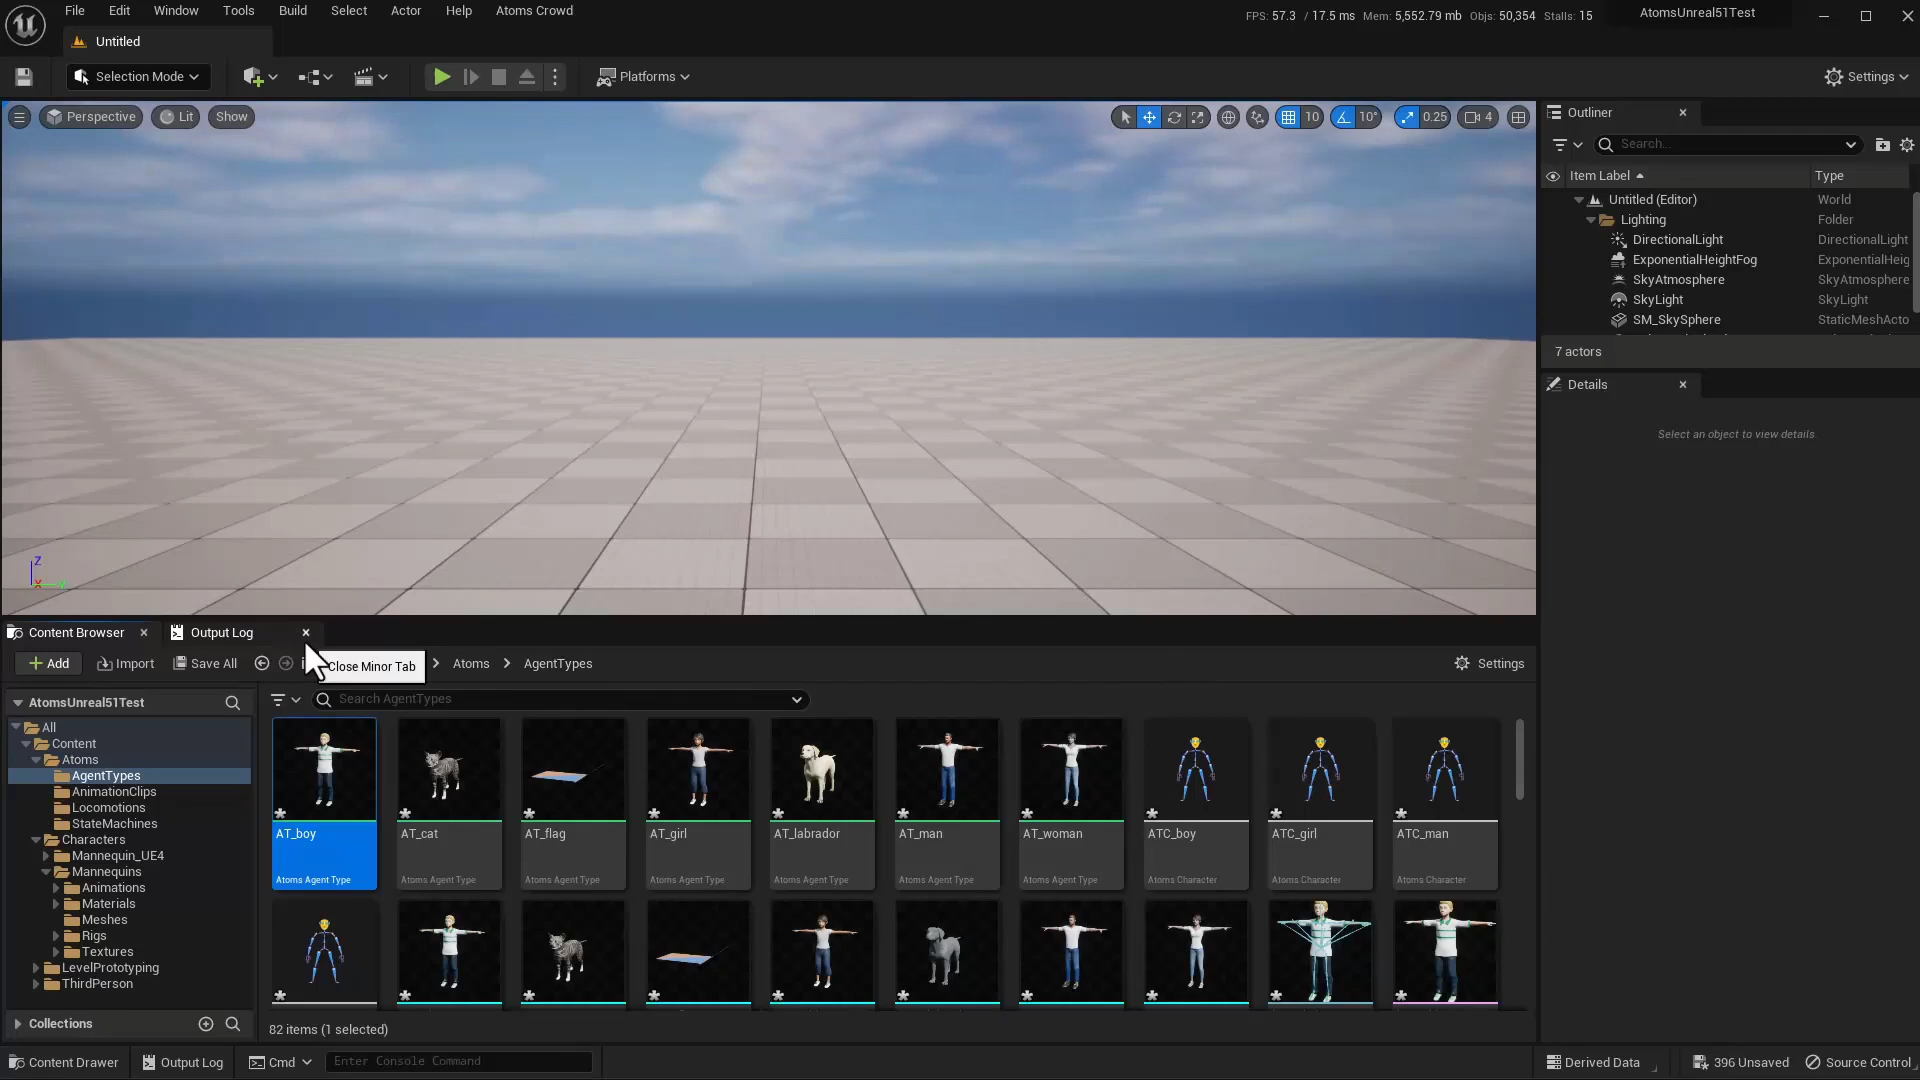 File Edit Window Tools Build Select Actor Help Atoms Crowd
FPS: 57.3 / 17.5 ms Mem: 5,552.79 mb Objs: 50,354 Stalls: 15
AtomsUnreal51Test
Untitled
Selection Mode
Platforms
Settings
Perspective Lit Show
10 10° 0.25 4
Outliner
Search...
Item Label Type
Untitled (Editor) World
Lighting Folder
DirectionalLight DirectionalLight
ExponentialHeightFog ExponentialHeig
SkyAtmosphere SkyAtmosphere
SkyLight SkyLight
SM_SkySphere StaticMeshActo
7 actors
Details
Select an object to view details
Z
Content Browser Output Log
Add Import Save All Close Minor Tab Atoms AgentTypes Settings
AtomsUnreal51Test
Search AgentTypes
All
Content
Atoms
AgentTypes
AnimationClips
Locomotions
StateMachines
Characters
Mannequin_UE4
Mannequins
Animations
Materials
Meshes
Rigs
Textures
LevelPrototyping
ThirdPerson
Collections
AT_boy AT_cat AT_flag AT_girl AT_labrador AT_man AT_woman ATC_boy ATC_girl ATC_man
Atoms Agent Type Atoms Agent Type Atoms Agent Type Atoms Agent Type Atoms Agent Type Atoms Agent Type Atoms Agent Type Atoms Character Atoms Character Atoms Character
82 items (1 selected)
Content Drawer Output Log Cmd Enter Console Command
Derived Data 396 Unsaved Source Control